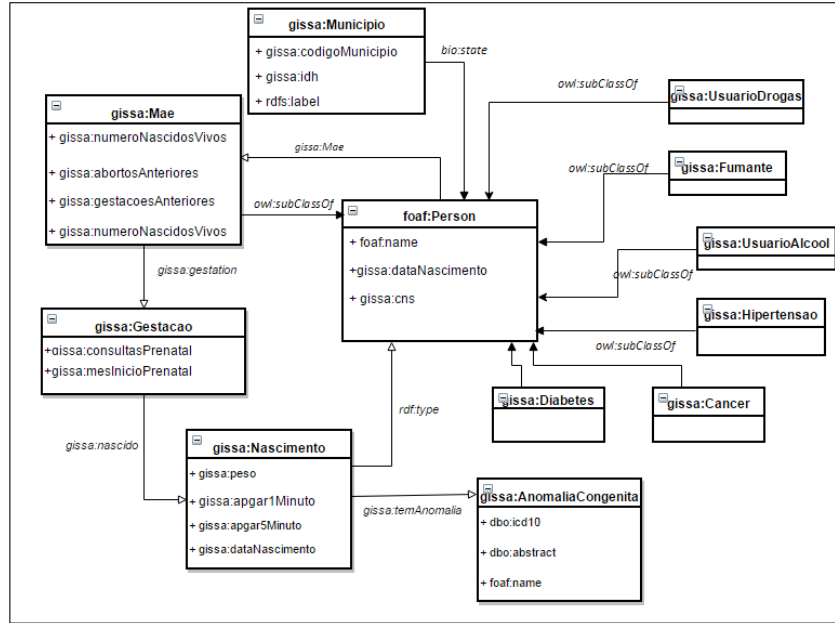 gissa:Municipio
+ gissa:codigoMunicipio
+ gissa:idh
+ rdfs:label
bio:state
gissa:Mae
+ gissa:numeroNascidosVivos
+ gissa:abortosAnteriores
+ gissa:gestacoesAnteriores
+ gissa:numeroNascidosVivos
gissa:Mae
owl:subClassOf
owl:subClassOf
gissa:UsuarioDrogas
owl:subClassOf
gissa:Fumante
foaf:Person
+ foaf:name
+gissa:dataNascimento
+ gissa:cns
gissa:UsuarioAlcool
owl:subClassOf
gissa:gestation
gissa:Gestacao
+gissa:consultasPrenatal
+gissa:mesInicioPrenatal
gissa:Hipertensao
owl:subClassOf
gissa:Diabetes
gissa:Cancer
rdf:type
gissa:nascido
gissa:Nascimento
+ gissa:peso
+ gissa:apgar1Minuto
+ gissa:apgar5Minuto
+ gissa:dataNascimento
gissa:temAnomalia
gissa:AnomaliaCongenita
+ dbo:icd10
+ dbo:abstract
+ foaf:name